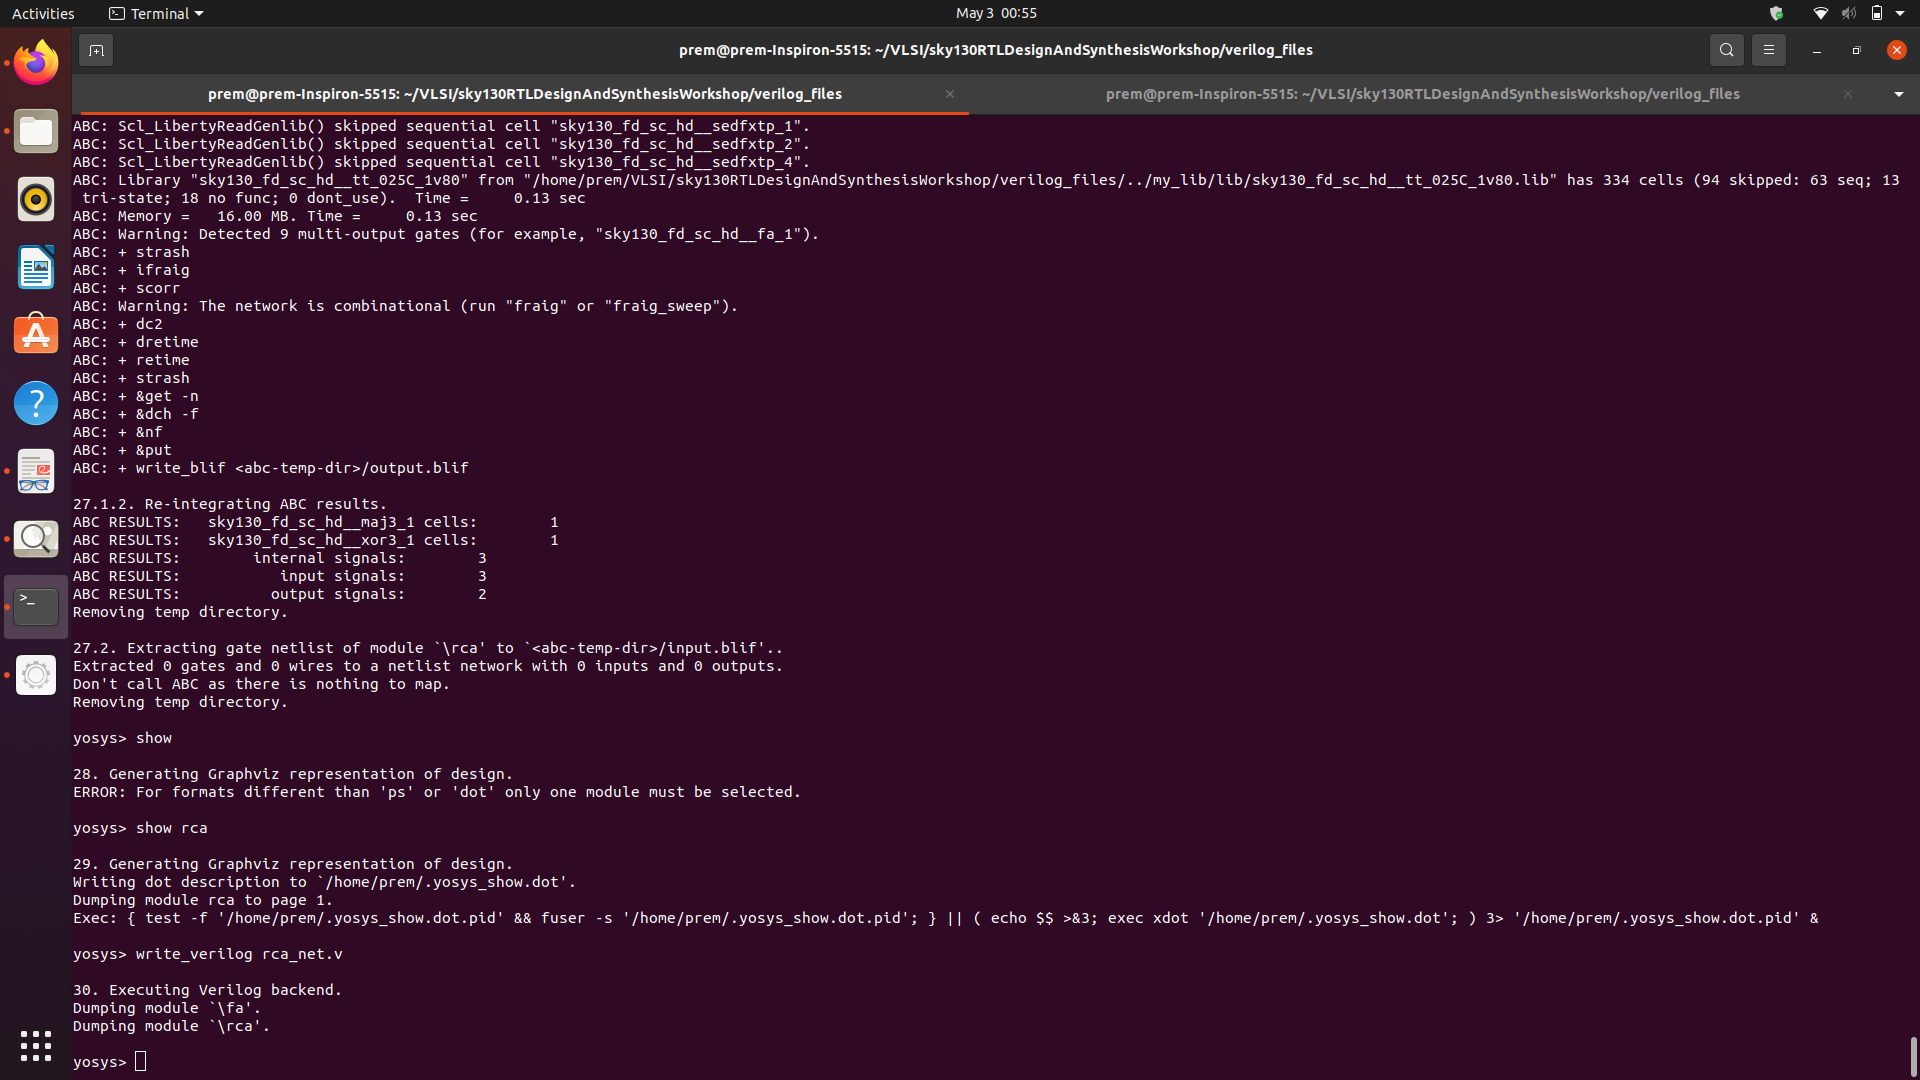 Activities
Terminal
May 3 00:55
prem@prem-Inspiron-5515: ~/VLSI/sky130RTLDesignAndSynthesisWorkshop/verilog_files
prem@prem-Inspiron-5515: ~/VLSI/sky130RTLDesignAndSynthesisWorkshop/verilog_files
prem@prem-Inspiron-5515: ~/VLSI/sky130RTLDesignAndSynthesisWorkshop/verilog_files
ABC: Scl_LibertyReadGenlib() skipped sequential cell "sky130_fd_sc_hd__sedfxtp_1".
ABC: Scl_LibertyReadGenlib() skipped sequential cell "sky130_fd_sc_hd__sedfxtp_2".
ABC: Scl_LibertyReadGenlib() skipped sequential cell "sky130_fd_sc_hd__sedfxtp_4".
ABC: Library "sky130_fd_sc_hd__tt_025C_1v80" from "/home/prem/VLSI/sky130RTLDesignAndSynthesisWorkshop/verilog_files/../my_lib/lib/sky130_fd_sc_hd__tt_025C_1v80.lib" has 334 cells (94 skipped: 63 seq; 13
 tri-state; 18 no func; 0 dont_use).  Time =     0.13 sec
ABC: Memory =   16.00 MB. Time =     0.13 sec
ABC: Warning: Detected 9 multi-output gates (for example, "sky130_fd_sc_hd__fa_1").
ABC: + strash
ABC: + ifraig
ABC: + scorr
ABC: Warning: The network is combinational (run "fraig" or "fraig_sweep").
ABC: + dc2
ABC: + dretime
ABC: + retime
ABC: + strash
ABC: + &get -n
ABC: + &dch -f
ABC: + &nf
ABC: + &put
ABC: + write_blif <abc-temp-dir>/output.blif
27.1.2. Re-integrating ABC results.
ABC RESULTS:   sky130_fd_sc_hd__maj3_1 cells:        1
ABC RESULTS:   sky130_fd_sc_hd__xor3_1 cells:        1
ABC RESULTS:        internal signals:        3
ABC RESULTS:           input signals:        3
ABC RESULTS:          output signals:        2
Removing temp directory.
27.2. Extracting gate netlist of module `\rca' to `<abc-temp-dir>/input.blif'..
Extracted 0 gates and 0 wires to a netlist network with 0 inputs and 0 outputs.
Don't call ABC as there is nothing to map.
Removing temp directory.
yosys> show
28. Generating Graphviz representation of design.
ERROR: For formats different than 'ps' or 'dot' only one module must be selected.
yosys> show rca
29. Generating Graphviz representation of design.
Writing dot description to `/home/prem/.yosys_show.dot'.
Dumping module rca to page 1.
Exec: { test -f '/home/prem/.yosys_show.dot.pid' && fuser -s '/home/prem/.yosys_show.dot.pid'; } || ( echo $$ >&3; exec xdot '/home/prem/.yosys_show.dot'; ) 3> '/home/prem/.yosys_show.dot.pid' &
yosys> write_verilog rca_net.v
30. Executing Verilog backend.
Dumping module `\fa'.
Dumping module `\rca'.
yosys>